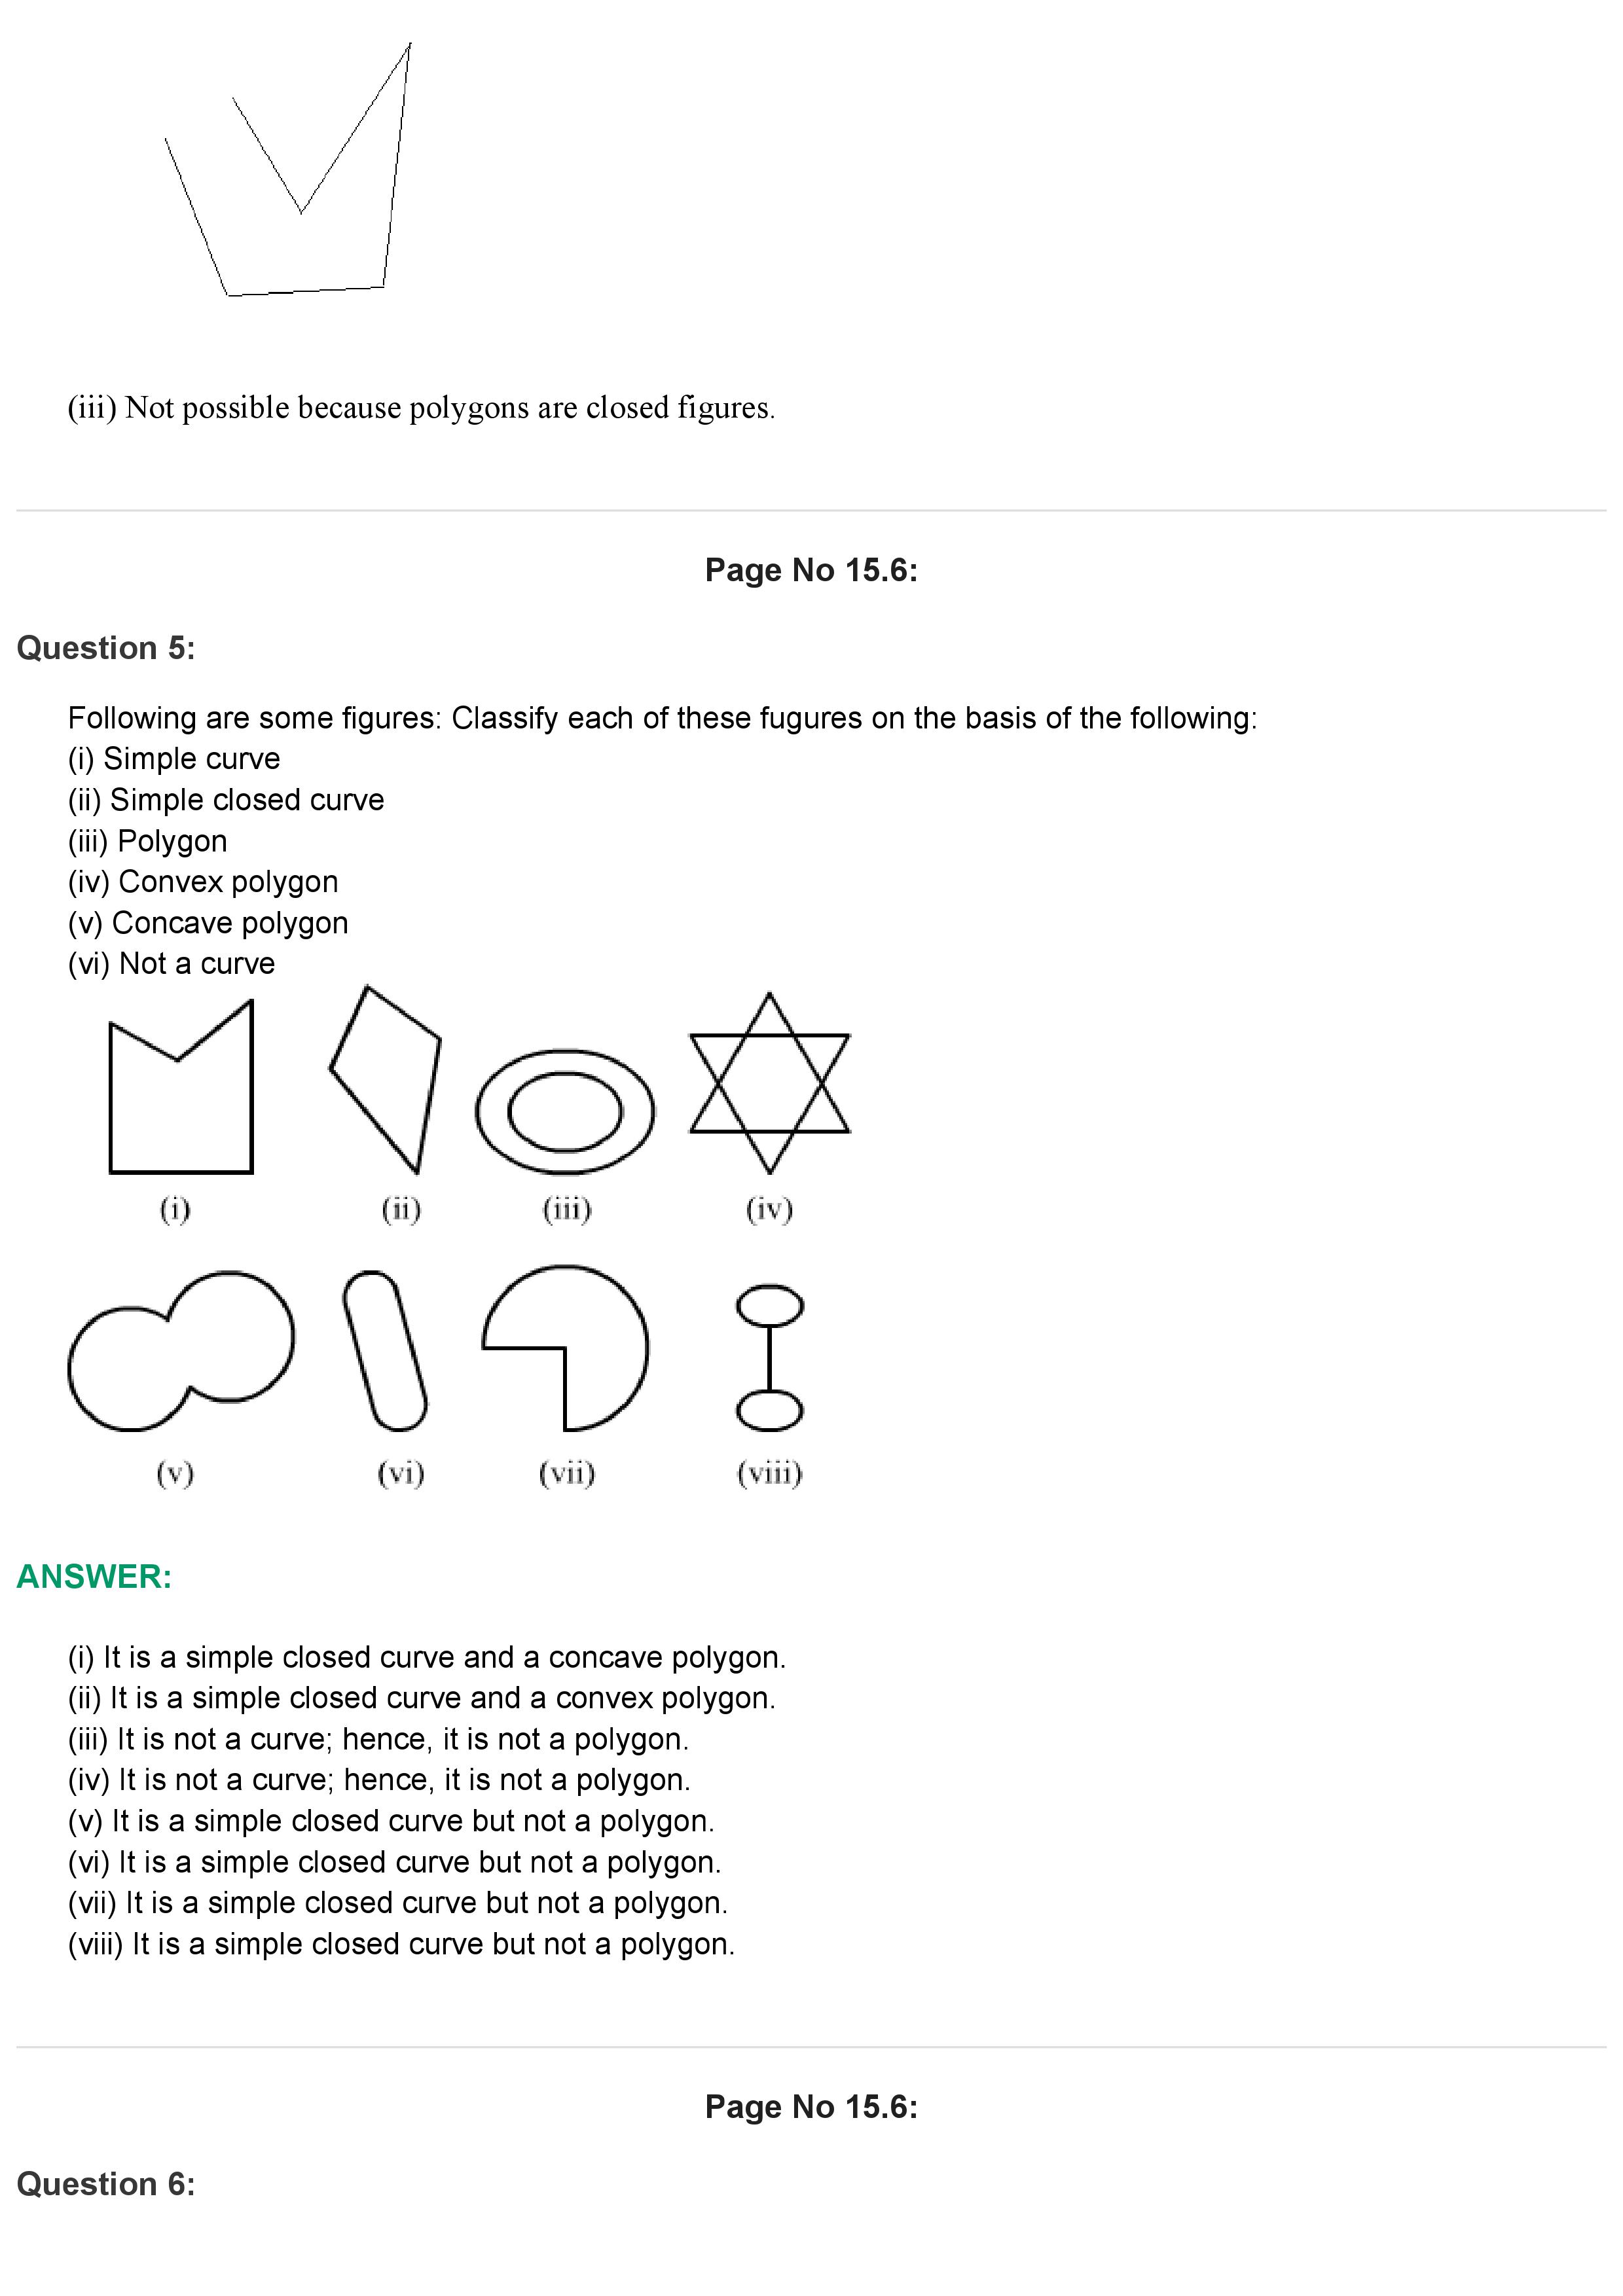 (iii) Not possible because polygons are closed figures.
Page No 15.6:
Question 5:
Following are some figures: Classify each of these fugures on the basis of the following:
(i) Simple curve
(ii) Simple closed curve
(iii) Polygon
(iv) Convex polygon
(v) Concave polygon
(vi) Not a curve
(i) (ii) (iii) (iv)
(v) (vi) (vii) (viii)
ANSWER:
(i) It is a simple closed curve and a concave polygon.
(ii) It is a simple closed curve and a convex polygon.
(iii) It is not a curve; hence, it is not a polygon.
(iv) It is not a curve; hence, it is not a polygon.
(v) It is a simple closed curve but not a polygon.
(vi) It is a simple closed curve but not a polygon.
(vii) It is a simple closed curve but not a polygon.
(viii) It is a simple closed curve but not a polygon.
Page No 15.6:
Question 6: